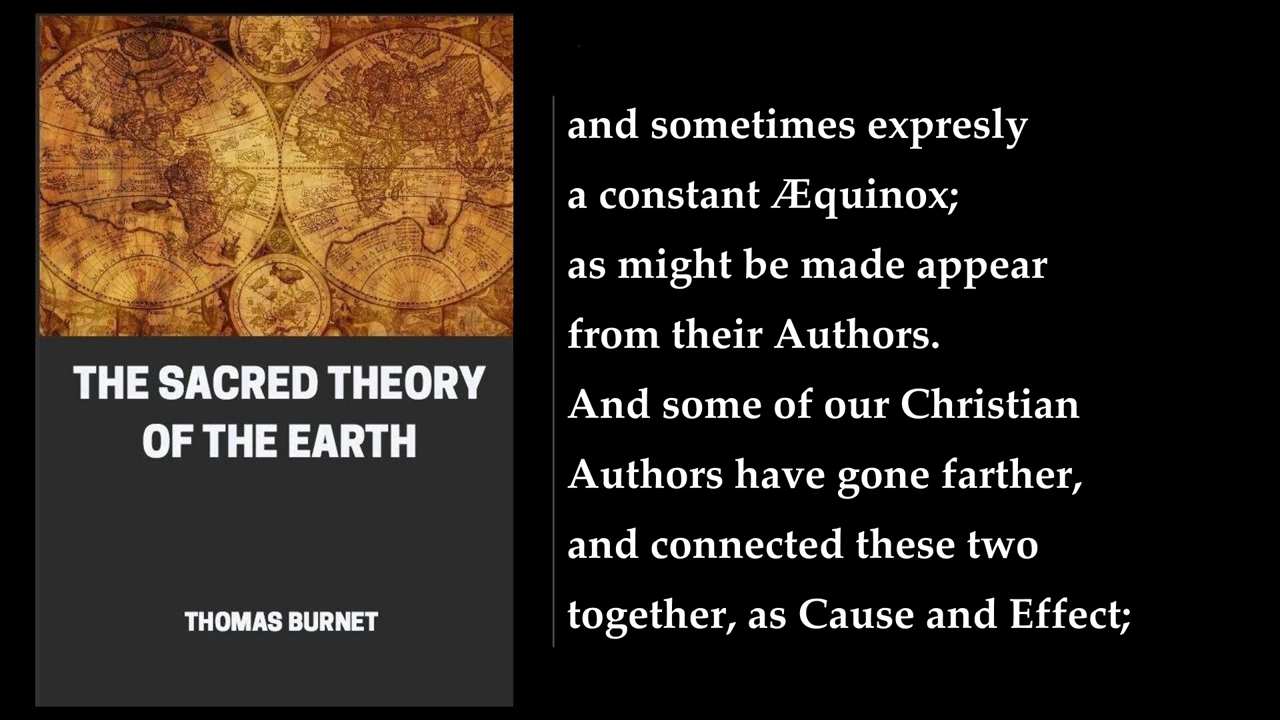 THE SACRED THEORY
OF THE EARTH
THOMAS BURNET
and sometimes expresly
a constant Æquinox;
as might be made appear
from their Authors.
And some of our Christian
Authors have gone farther,
and connected these two
together, as Cause and Effect;